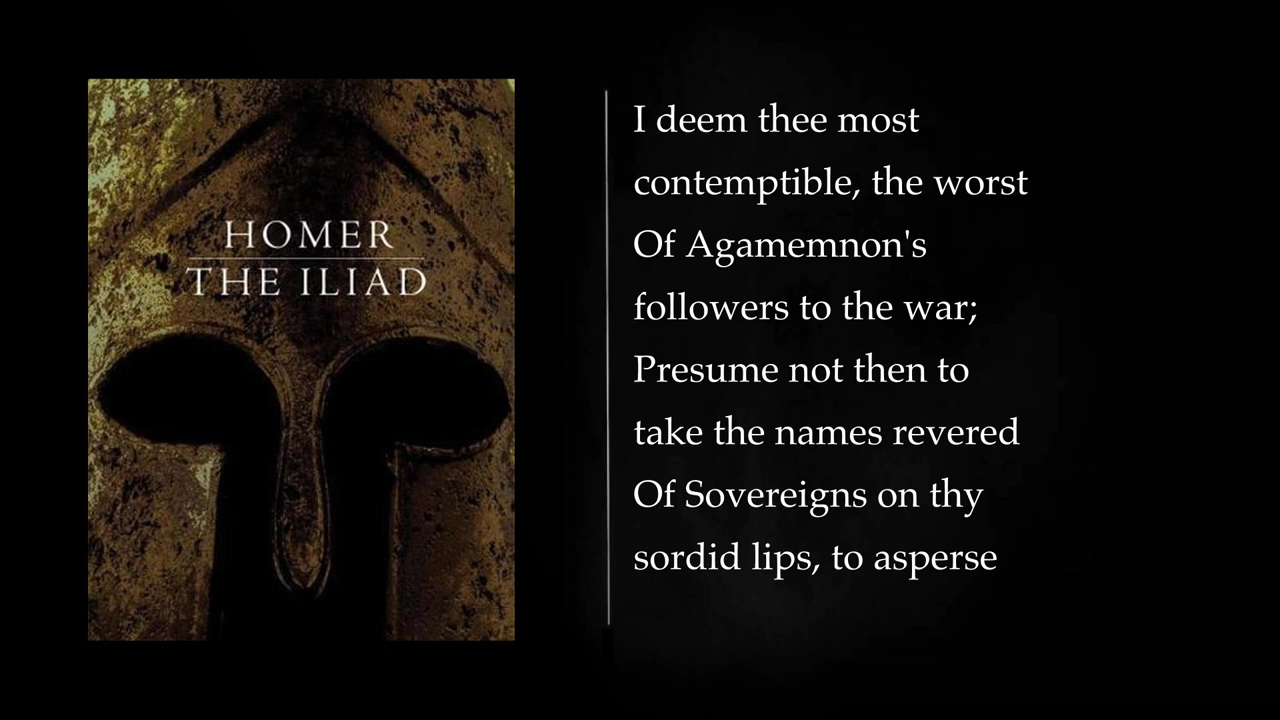 HOMER
THE ILIAD
I deem thee most
contemptible, the worst
Of Agamemnon's
followers to the war;
Presume not then to
take the names revered
Of Sovereigns on thy
sordid lips, to asperse